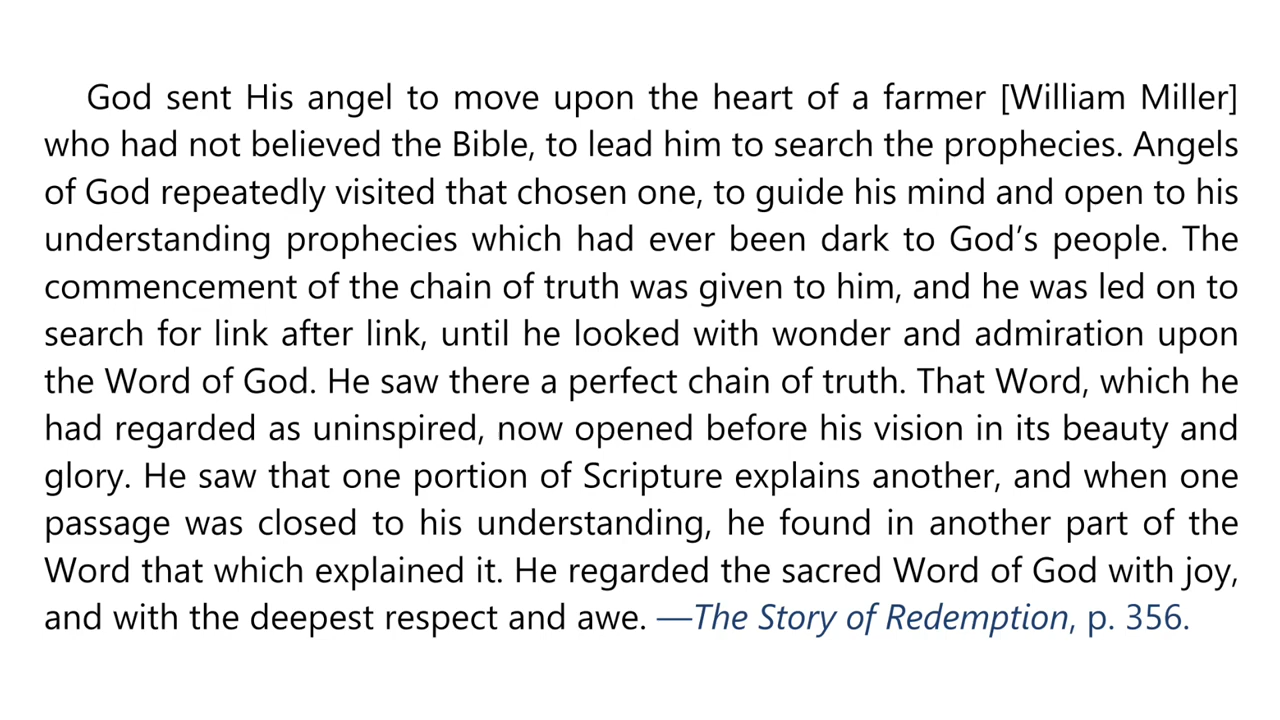 God sent His angel to move upon the heart of a farmer [William Miller]
who had not believed the Bible, to lead him to search the prophecies. Angels
of God repeatedly visited that chosen one, to guide his mind and open to his
understanding prophecies which had ever been dark to God’s people. The
commencement of the chain of truth was given to him, and he was led on to
search for link after link, until he looked with wonder and admiration upon
the Word of God. He saw there a perfect chain of truth. That Word, which he
had regarded as uninspired, now opened before his vision in its beauty and
glory. He saw that one portion of Scripture explains another, and when one
passage was closed to his understanding, he found in another part of the
Word that which explained it. He regarded the sacred Word of God with joy,
and with the deepest respect and awe. —The Story of Redemption, p. 356.